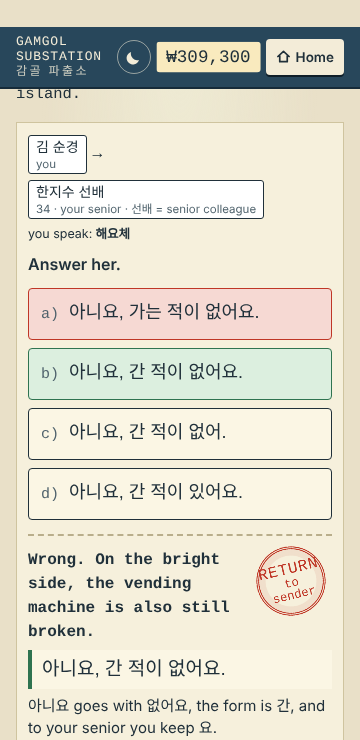 GAMGOL
SUBSTATION
감골 파출소
₩309,300
Home
island.
김 순경
you
→
한지수 선배
34 · your senior · 선배 = senior colleague
you speak: 해요체
Answer her.
a) 아니요, 가는 적이 없어요.
b) 아니요, 간 적이 없어요.
c) 아니요, 간 적이 없어.
d) 아니요, 간 적이 있어요.
Wrong. On the bright
side, the vending
machine is also still
broken.
RETURN
to
sender
아니요, 간 적이 없어요.
아니요 goes with 없어요, the form is 간, and
to your senior you keep 요.